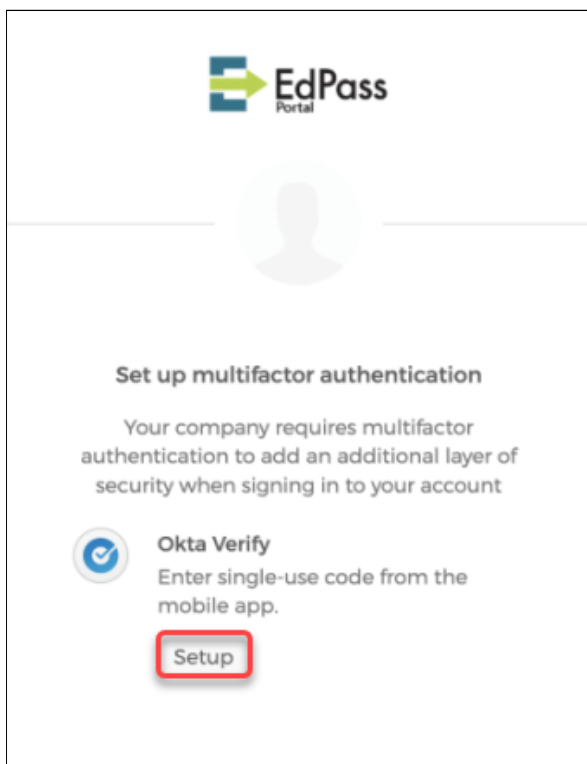 EdPass
Portal
Set up multifactor authentication
Your company requires multifactor
authentication to add an additional layer of
security when signing in to your account
Okta Verify
Enter single-use code from the
mobile app.
Setup